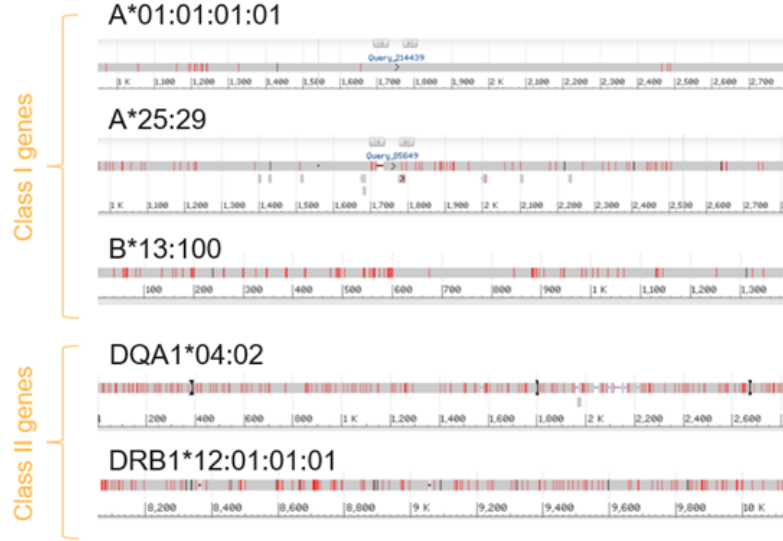 A*01:01:01:01
Query_214439
1 K 1,100 1,200 1,300 1,400 1,500 1,600 1,700 1,800 1,900 2 K 2,100 2,200 2,300 2,400 2,500 2,600 2,700
A*25:29
Query_85649
1 K 1,100 1,200 1,300 1,400 1,500 1,600 1,700 1,800 1,900 2 K 2,100 2,200 2,300 2,400 2,500 2,600 2,700
Class I genes
B*13:100
100 200 300 400 500 600 700 800 900 1 K 1,100 1,200 1,300
DQA1*04:02
200 400 600 800 1 K 1,200 1,400 1,600 1,800 2 K 2,200 2,400 2,600
Class II genes
DRB1*12:01:01:01
8,200 8,400 8,600 8,800 9 K 9,200 9,400 9,600 9,800 10 K